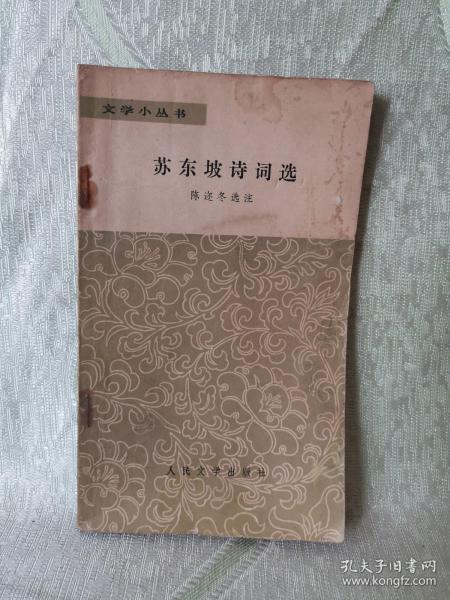 文学小丛书
苏东坡诗词选
陈迩冬选注
人民文学出版社
孔夫子旧书网
www.kongfz.com